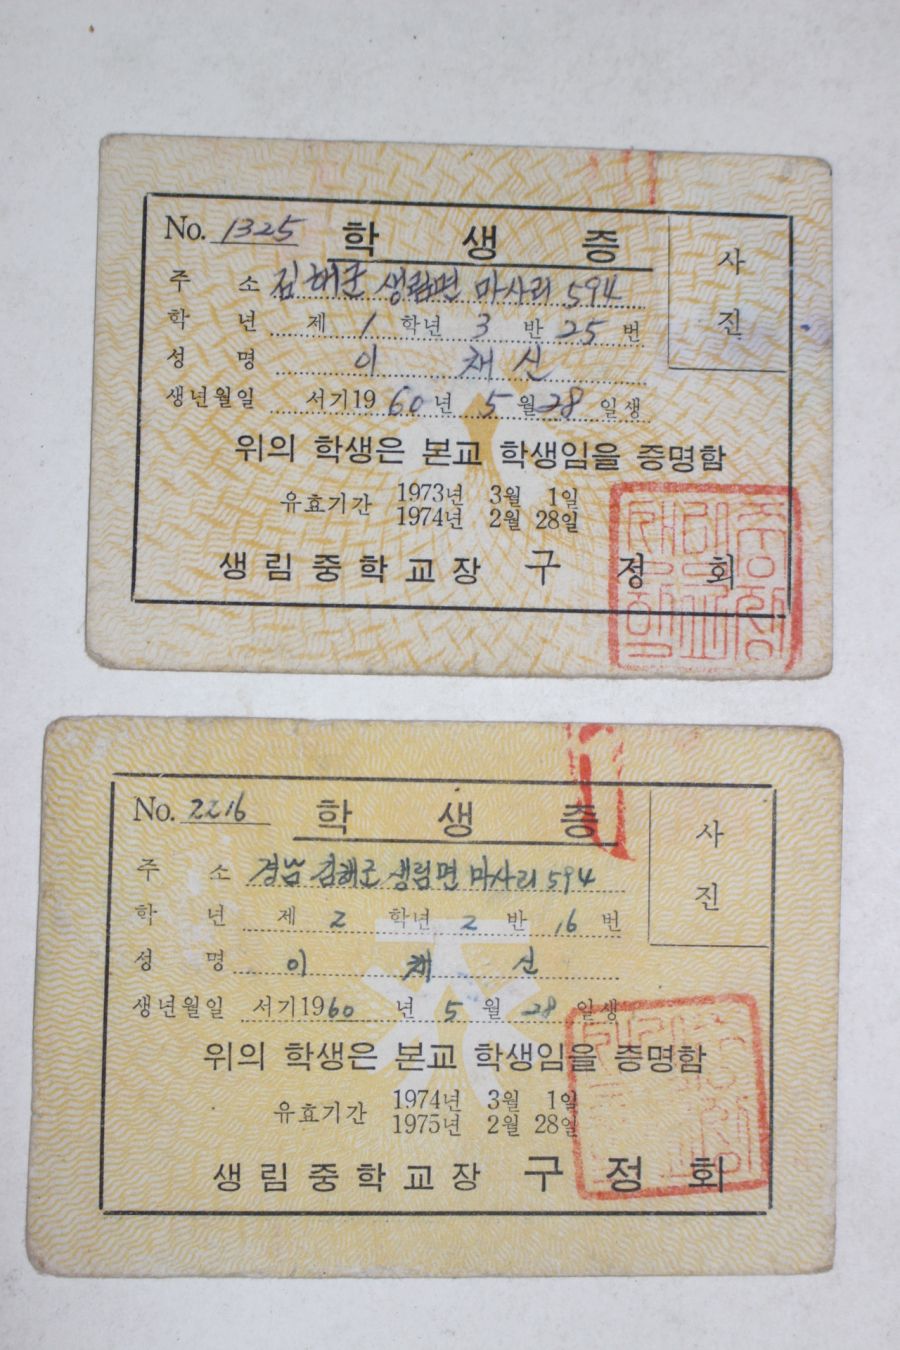 No. 1325 학 생 증
사
진
주 소 김해군 생림면 마사리 594
학 년 제 1 학년 3 반 25 번
성 명 이 채 신
생년월일 서기19 60 년 5 월 28 일생
위의 학생은 본교 학생임을 증명함
유효기간 1973년 3월 1일
1974년 2월 28일
생림중학교장 구 정 회
No. 2216 학 생 증
사
진
주 소 경남 김해군 생림면 마사리 594
학 년 제 2 학년 2 반 16 번
성 명 이 채 신
생년월일 서기19 60 년 5 월 28 일생
위의 학생은 본교 학생임을 증명함
유효기간 1974년 3월 1일
1975년 2월 28일
생림중학교장 구 정 회